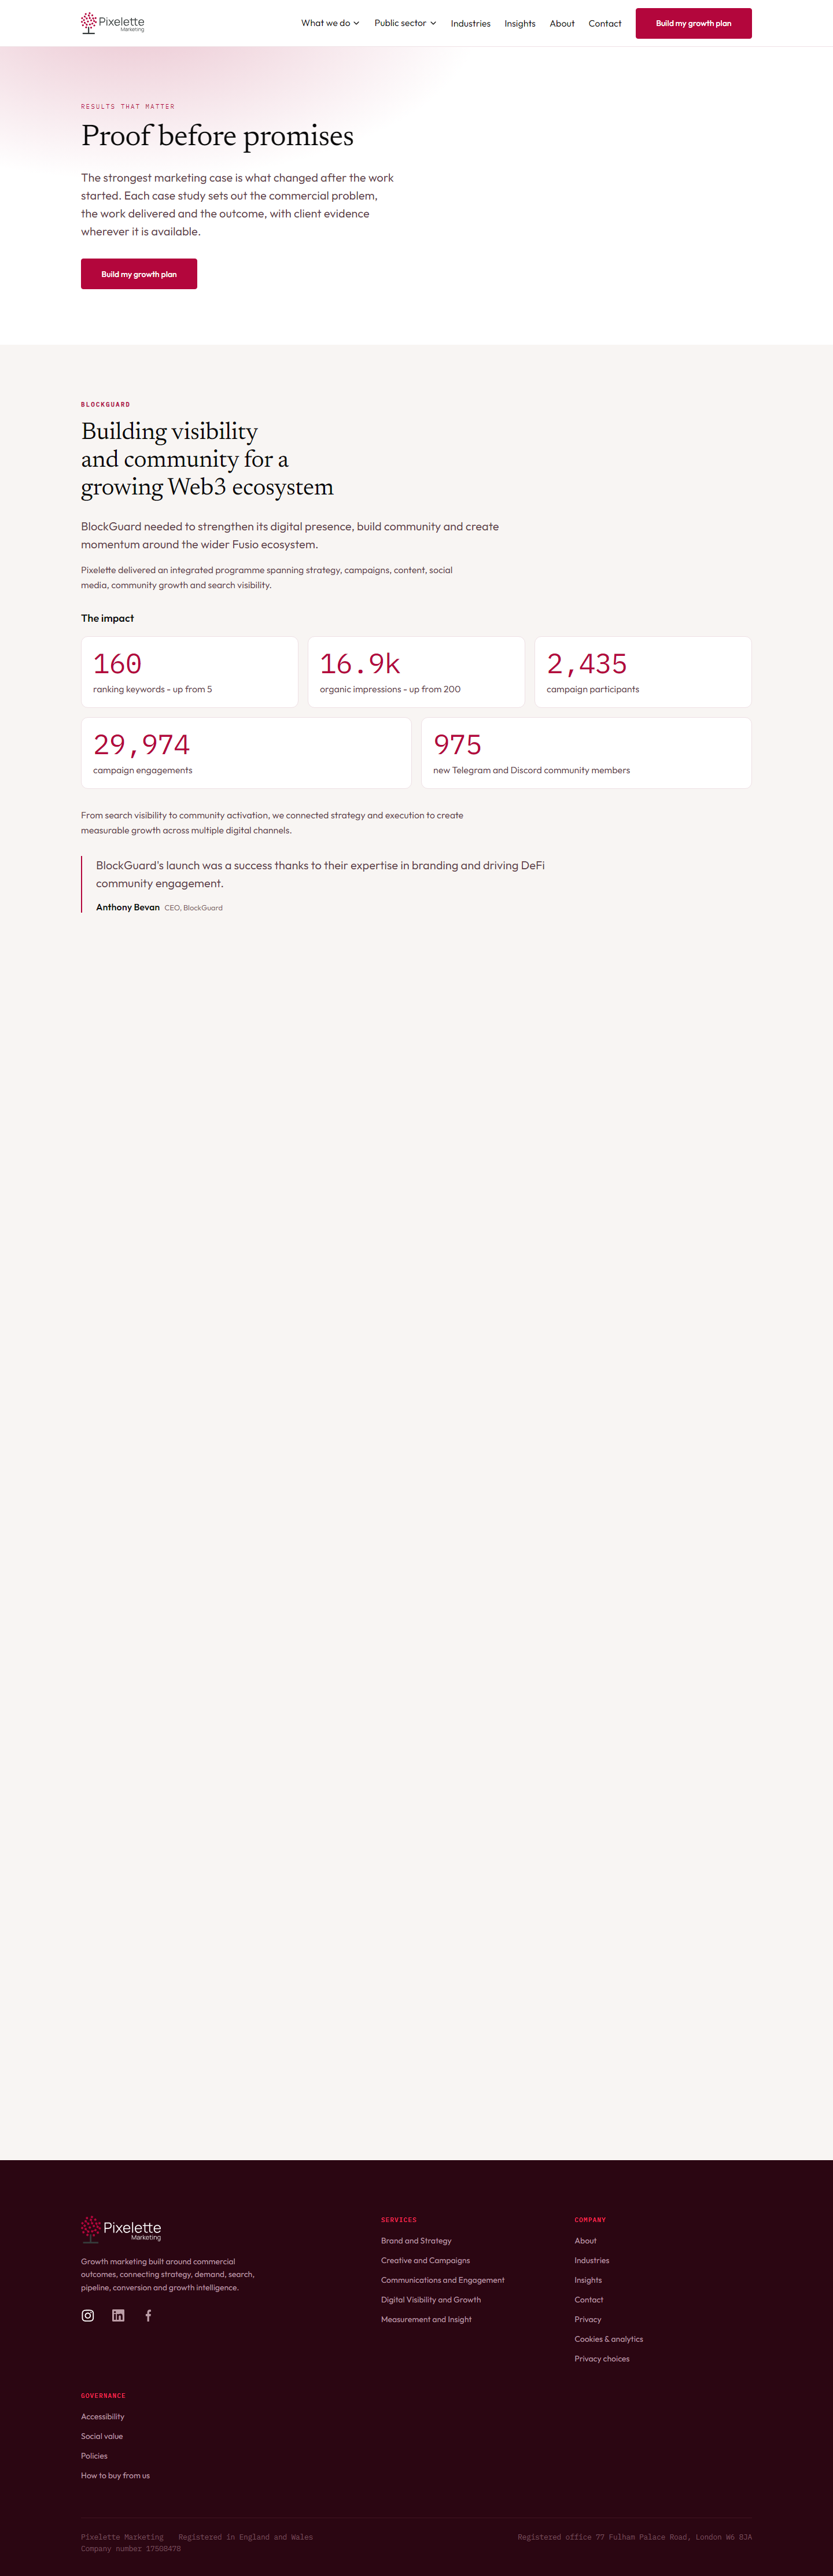 Pixelette
Marketing
What we do
Public sector
Industries
Insights
About
Contact
Build my growth plan
RESULTS THAT MATTER
Proof before promises
The strongest marketing case is what changed after the work
started. Each case study sets out the commercial problem,
the work delivered and the outcome, with client evidence
wherever it is available.
Build my growth plan
BLOCKGUARD
Building visibility
and community for a
growing Web3 ecosystem
BlockGuard needed to strengthen its digital presence, build community and create
momentum around the wider Fusio ecosystem.
Pixelette delivered an integrated programme spanning strategy, campaigns, content, social
media, community growth and search visibility.
The impact
160
ranking keywords - up from 5
16.9k
organic impressions - up from 200
2,435
campaign participants
29,974
campaign engagements
975
new Telegram and Discord community members
From search visibility to community activation, we connected strategy and execution to create
measurable growth across multiple digital channels.
BlockGuard's launch was a success thanks to their expertise in branding and driving DeFi
community engagement.
Anthony Bevan CEO, BlockGuard
Pixelette
Marketing
Growth marketing built around commercial
outcomes, connecting strategy, demand, search,
pipeline, conversion and growth intelligence.
SERVICES
Brand and Strategy
Creative and Campaigns
Communications and Engagement
Digital Visibility and Growth
Measurement and Insight
COMPANY
About
Industries
Insights
Contact
Privacy
Cookies & analytics
Privacy choices
GOVERNANCE
Accessibility
Social value
Policies
How to buy from us
Pixelette Marketing Registered in England and Wales
Company number 17508478
Registered office 77 Fulham Palace Road, London W6 8JA